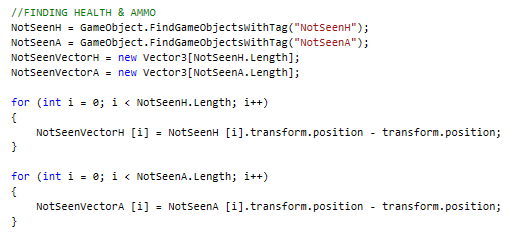 //FINDING HEALTH & AMMO
NotSeenH = GameObject.FindGameObjectsWithTag("NotSeenH");
NotSeenA = GameObject.FindGameObjectsWithTag("NotSeenA");
NotSeenVectorH = new Vector3[NotSeenH.Length];
NotSeenVectorA = new Vector3[NotSeenA.Length];
for (int i = 0; i < NotSeenH.Length; i++)
{
NotSeenVectorH [i] = NotSeenH [i].transform.position - transform.position;
}
for (int i = 0; i < NotSeenA.Length; i++)
{
NotSeenVectorA [i] = NotSeenA [i].transform.position - transform.position;
}